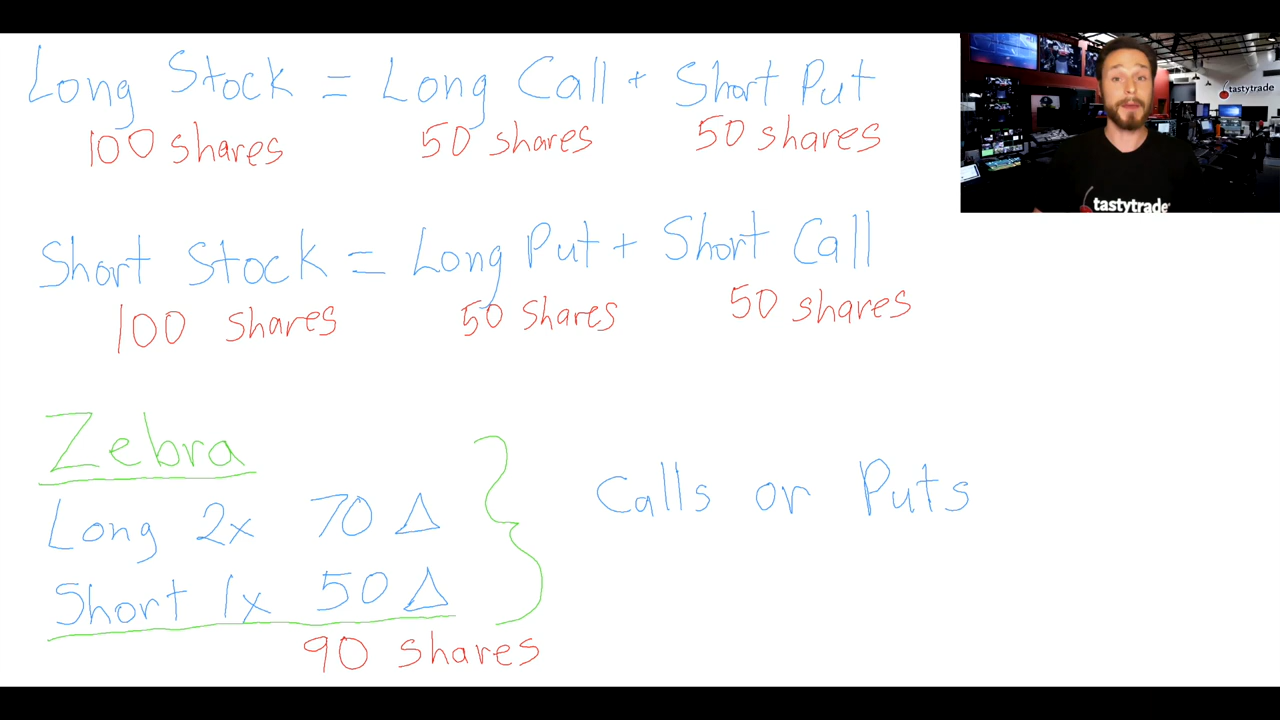 Long Stock = Long Call + Short Put
100 shares 50 shares 50 shares
Short Stock = Long Put + Short Call
100 shares 50 shares 50 shares
Zebra
Long 2x 70 Δ
Short 1x 50 Δ
90 shares
Calls or Puts
tastytrade
tastytrade